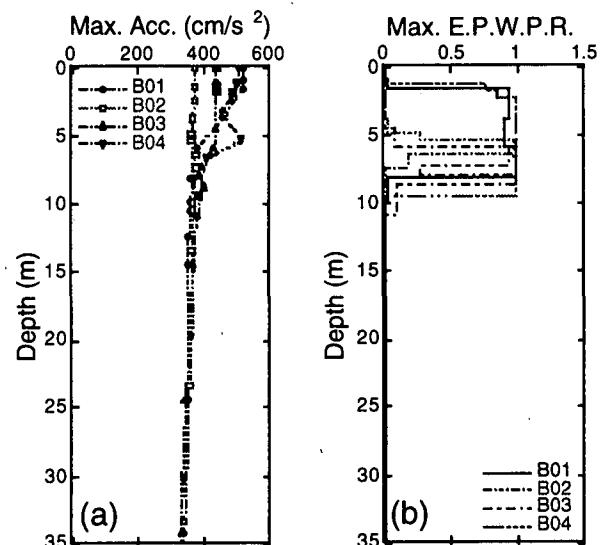 Max. Acc. (cm/s 2)
0 200 400 600
0
5
10
15
20
25
30
35
Depth (m)
B01
B02
B03
B04
(a)
Max. E.P.W.P.R.
0 0.5 1 1.5
0
5
10
15
20
25
30
35
Depth (m)
B01
B02
B03
B04
(b)